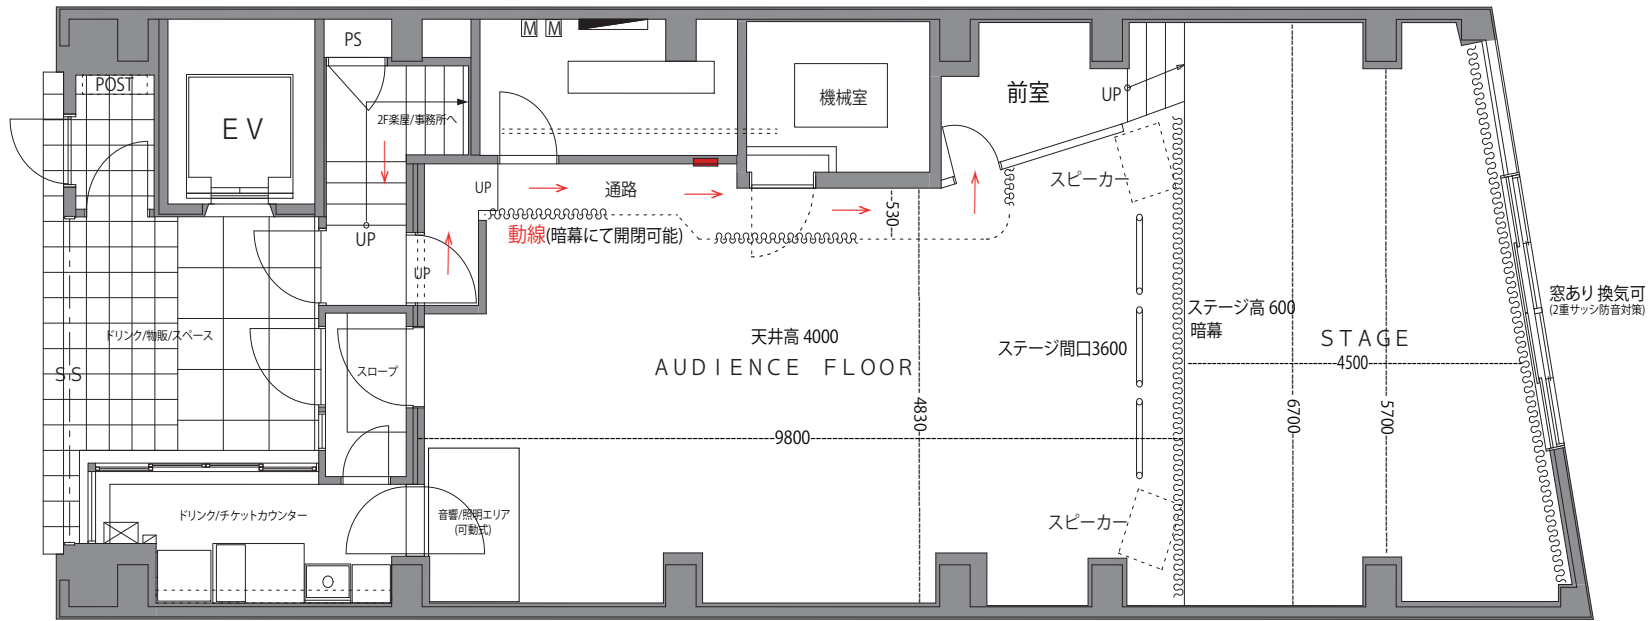 PS
M M
POST
EV
2F楽屋/事務所へ
機械室
前室
UP
UP
通路
スピーカー
530
動線(暗幕にて開閉可能)
UP
UP
窓あり 換気可
(2重サッシ防音対策)
ステージ高 600
暗幕
ドリンク/物販/スペース
天井高 4000
AUDIENCE FLOOR
ステージ間口3600
STAGE
4500
SS
スロープ
4830
6700
5700
9800
ドリンク/チケットカウンター
音響/照明エリア
(可動式)
スピーカー